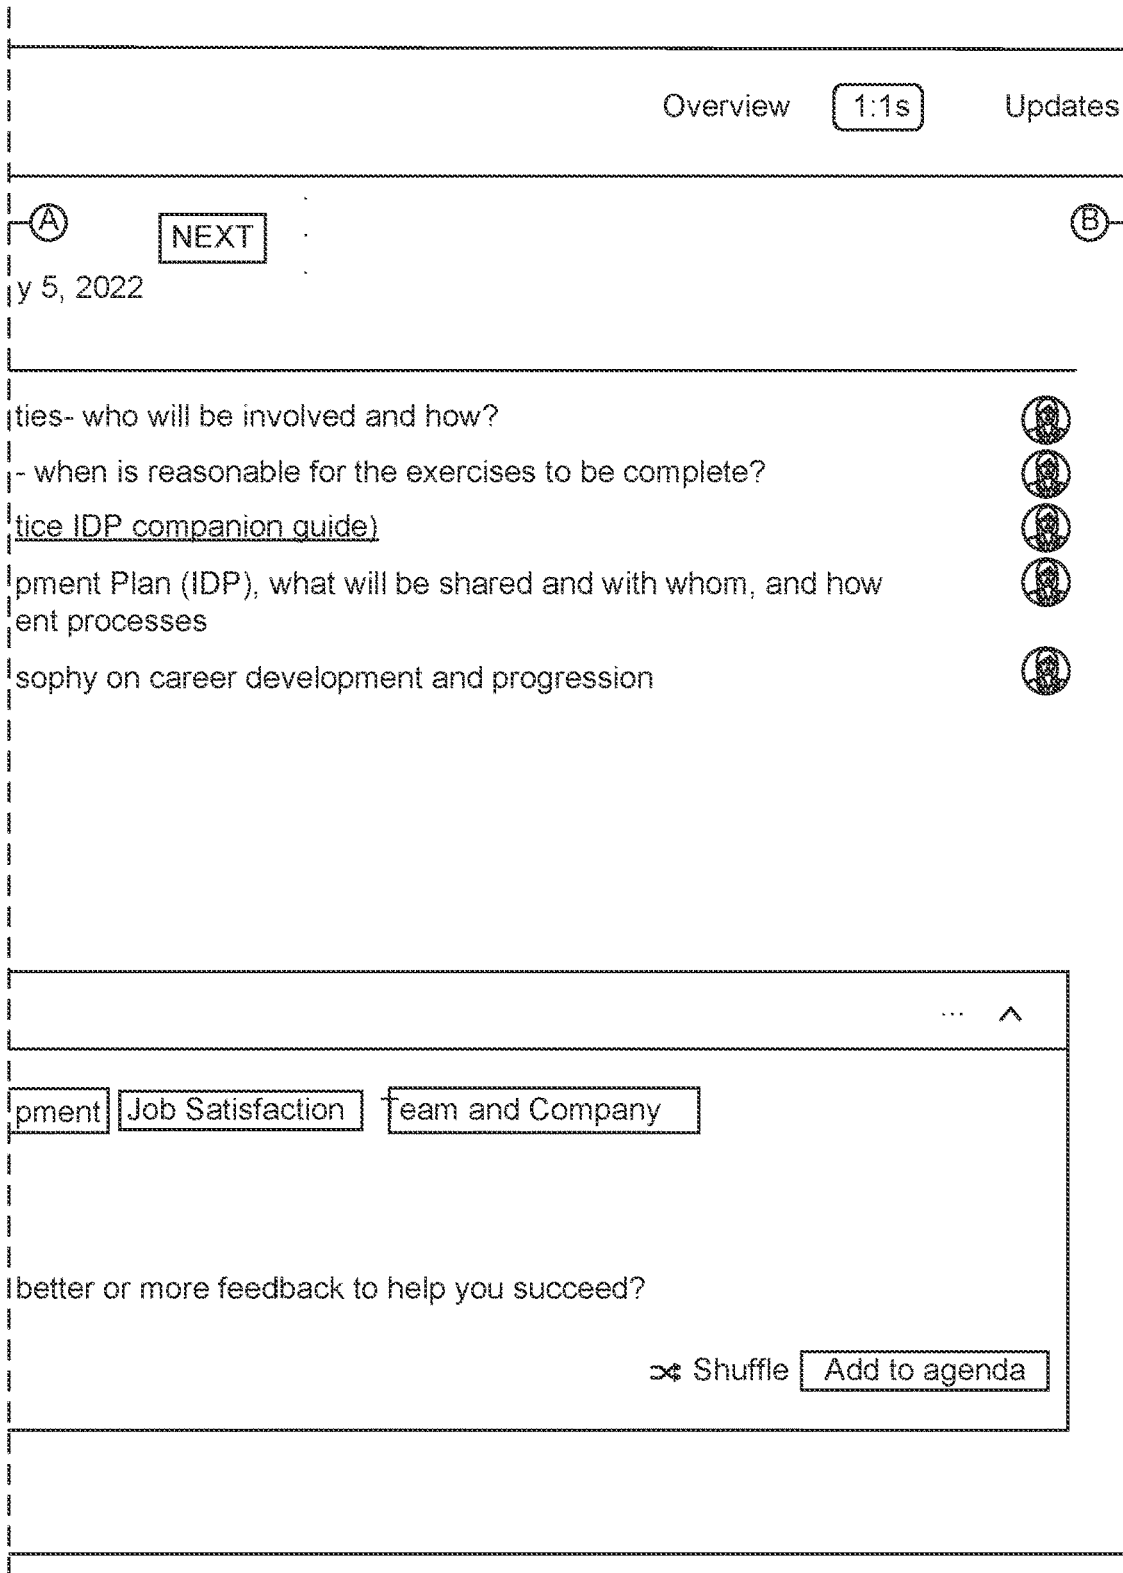 Overview 1:1s Updates
A NEXT B
y 5, 2022
ties- who will be involved and how?
- when is reasonable for the exercises to be complete?
tice IDP companion guide)
pment Plan (IDP), what will be shared and with whom, and how
ent processes
sophy on career development and progression
...
pment Job Satisfaction Team and Company
better or more feedback to help you succeed?
Shuffle Add to agenda